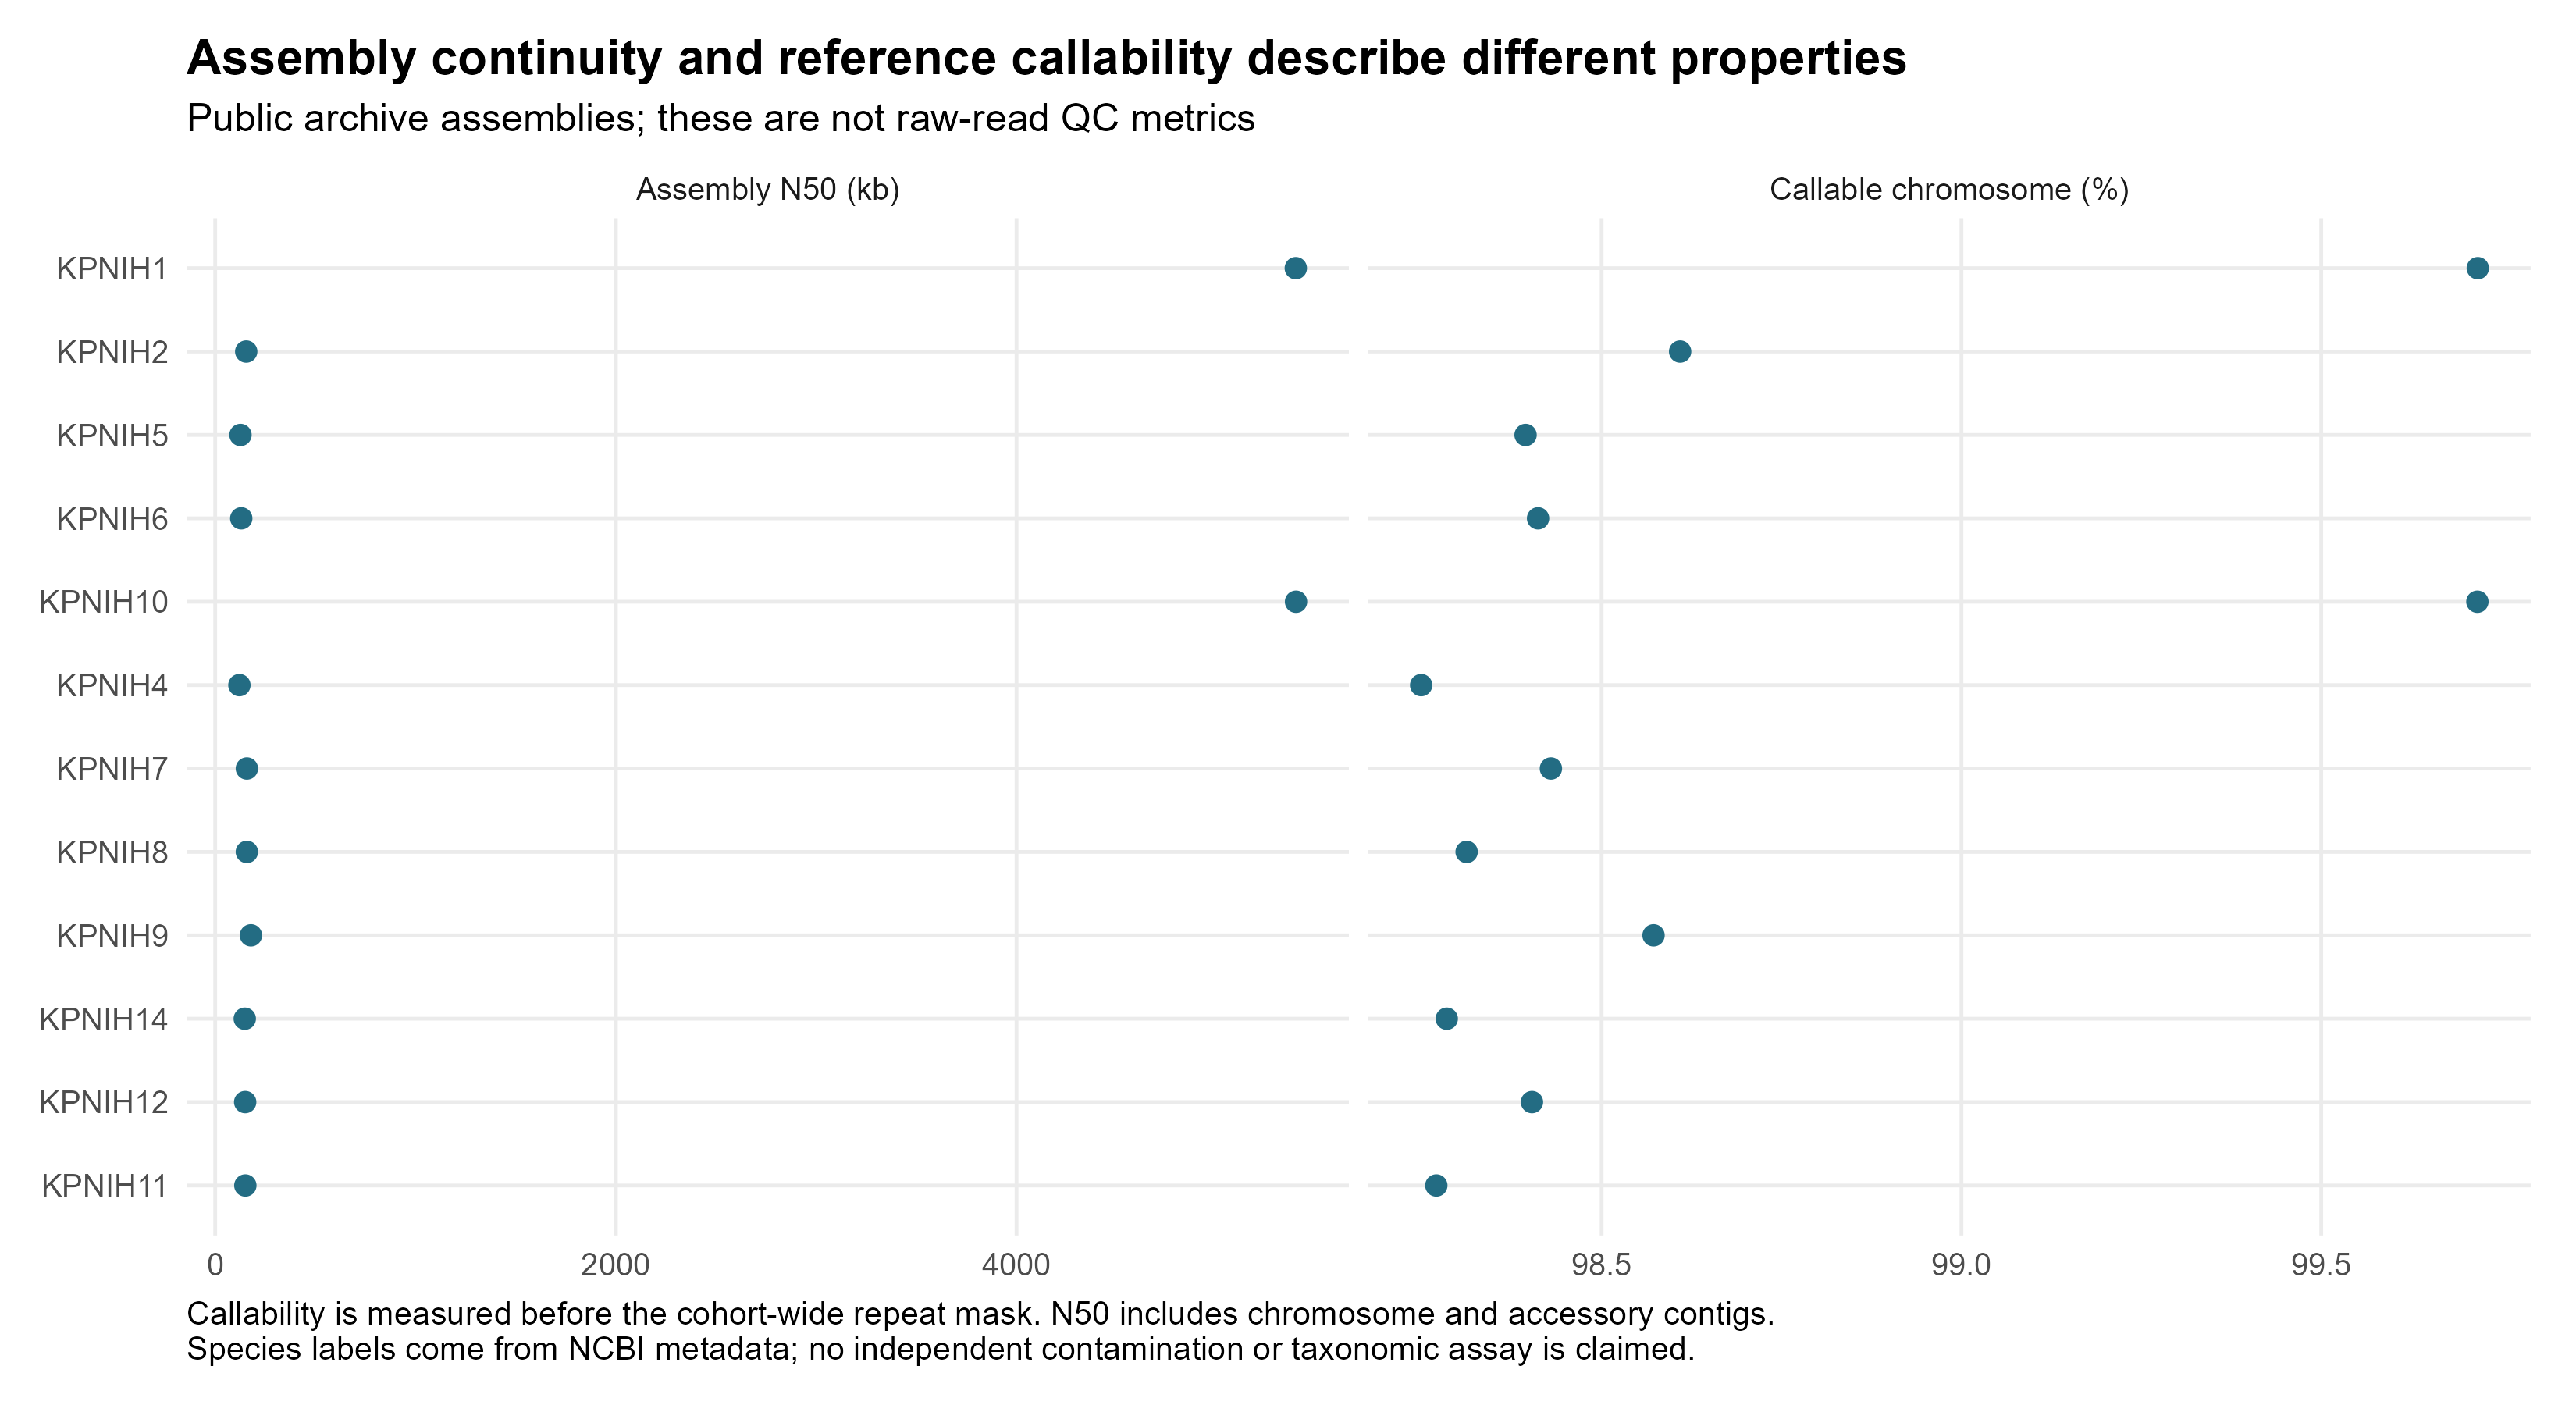 Assembly continuity and reference callability describe different properties
Public archive assemblies; these are not raw-read QC metrics
Assembly N50 (kb)
Callable chromosome (%)
KPNIH1
KPNIH2
KPNIH5
KPNIH6
KPNIH10
KPNIH4
KPNIH7
KPNIH8
KPNIH9
KPNIH14
KPNIH12
KPNIH11
0 2000 4000
98.5 99.0 99.5
Callability is measured before the cohort-wide repeat mask. N50 includes chromosome and accessory contigs.
Species labels come from NCBI metadata; no independent contamination or taxonomic assay is claimed.